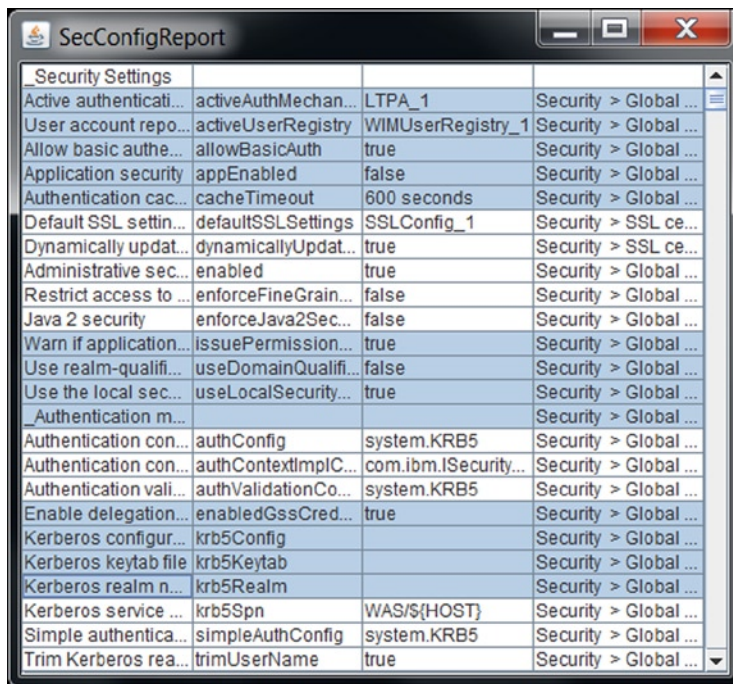 SecConfigReport
_Security Settings
Active authenticati... activeAuthMechan... LTPA_1 Security > Global ...
User account repo... activeUserRegistry WIMUserRegistry_1 Security > Global ...
Allow basic authe... allowBasicAuth true Security > Global ...
Application security appEnabled false Security > Global ...
Authentication cac... cacheTimeout 600 seconds Security > Global ...
Default SSL settin... defaultSSLSettings SSLConfig_1 Security > SSL ce...
Dynamically updat... dynamicallyUpdat... true Security > SSL ce...
Administrative sec... enabled true Security > Global ...
Restrict access to ... enforceFineGrain... false Security > Global ...
Java 2 security enforceJava2Sec... false Security > Global ...
Warn if application... issuePermission... true Security > Global ...
Use realm-qualifi... useDomainQualifi... false Security > Global ...
Use the local sec... useLocalSecurity... true Security > Global ...
_Authentication m... Security > Global ...
Authentication con... authConfig system.KRB5 Security > Global ...
Authentication con... authContextImplC... com.ibm.ISecurity... Security > Global ...
Authentication vali... authValidationCo... system.KRB5 Security > Global ...
Enable delegation... enabledGssCred... true Security > Global ...
Kerberos configur... krb5Config Security > Global ...
Kerberos keytab file krb5Keytab Security > Global ...
Kerberos realm n... krb5Realm Security > Global ...
Kerberos service ... krb5Spn WAS/${HOST} Security > Global ...
Simple authentica... simpleAuthConfig system.KRB5 Security > Global ...
Trim Kerberos rea... trimUserName true Security > Global ...